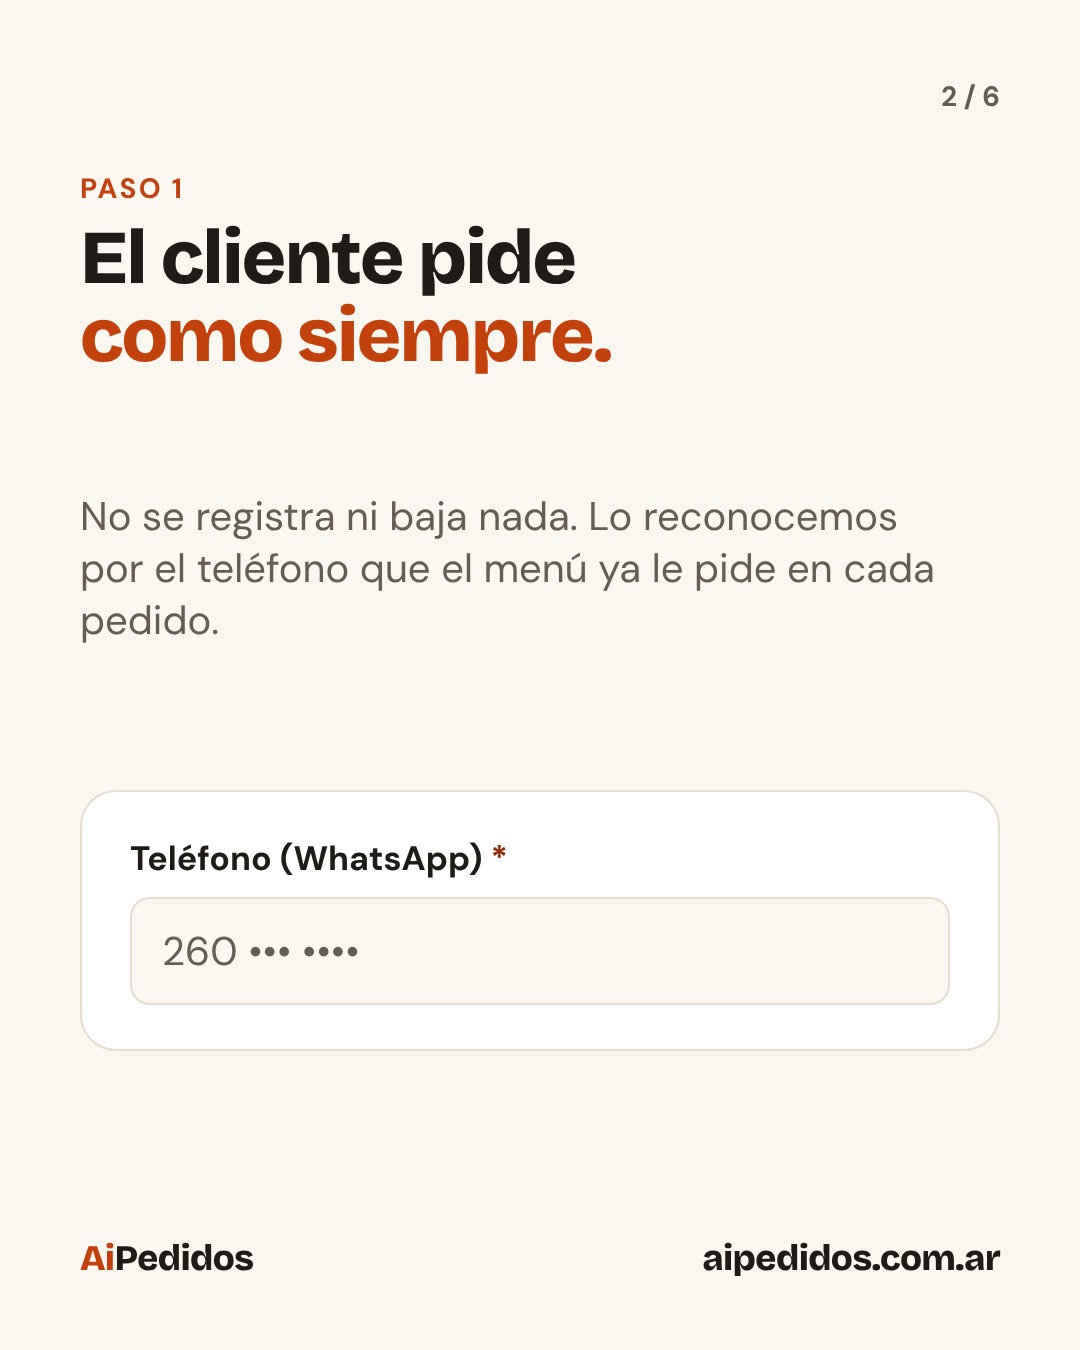 2 / 6
PASO 1
El cliente pide
como siempre.
No se registra ni baja nada. Lo reconocemos
por el teléfono que el menú ya le pide en cada
pedido.
Teléfono (WhatsApp) *
260 ••• ••••
AiPedidos
aipedidos.com.ar